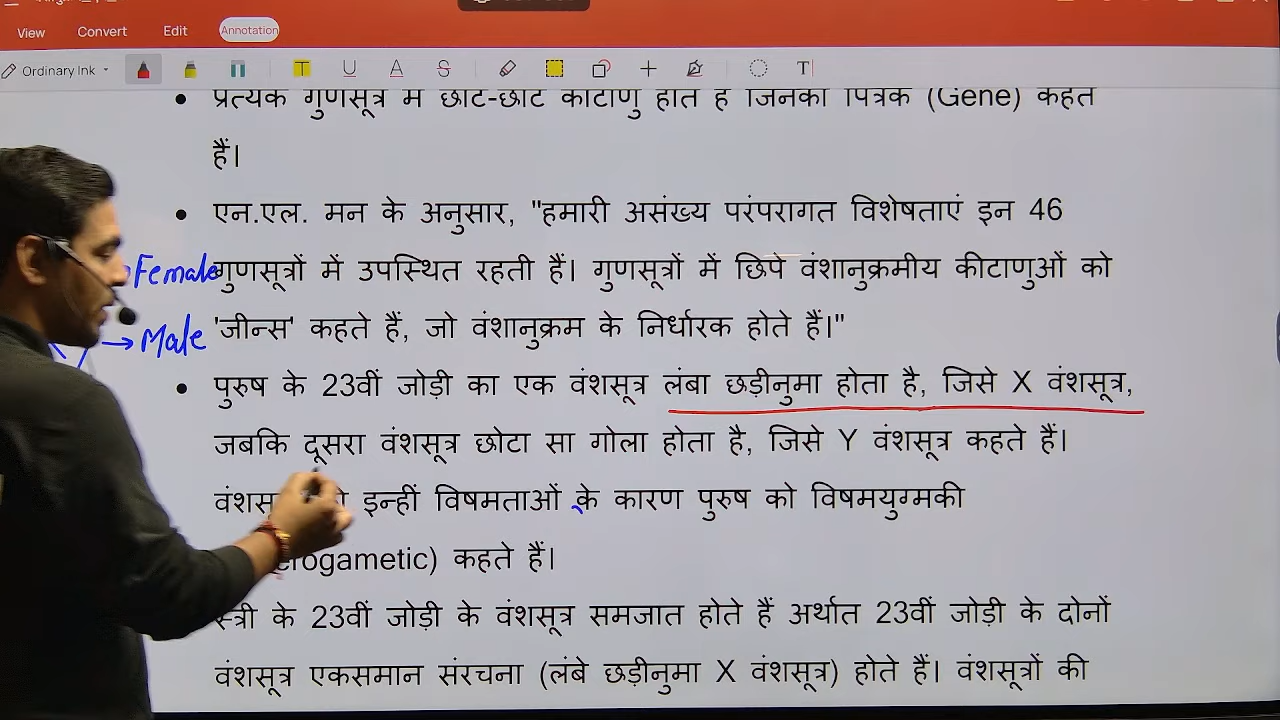 View Convert Edit Annotation
Ordinary Ink
प्रत्येक गुणसूत्र में छोटे-छोटे कीटाणु होते हैं जिनको पित्रैक (Gene) कहते
हैं।
एन.एल. मन के अनुसार, "हमारी असंख्य परंपरागत विशेषताएं इन 46
Female गुणसूत्रों में उपस्थित रहती हैं। गुणसूत्रों में छिपे वंशानुक्रमीय कीटाणुओं को
→ Male 'जीन्स' कहते हैं, जो वंशानुक्रम के निर्धारक होते हैं।"
पुरुष के 23वीं जोड़ी का एक वंशसूत्र लंबा छड़ीनुमा होता है, जिसे X वंशसूत्र,
जबकि दूसरा वंशसूत्र छोटा सा गोला होता है, जिसे Y वंशसूत्र कहते हैं।
इन्हीं विषमताओं के कारण पुरुष को विषमयुग्मकी
erogametic) कहते हैं।
स्त्री के 23वीं जोड़ी के वंशसूत्र समजात होते हैं अर्थात 23वीं जोड़ी के दोनों
वंशसूत्र एकसमान संरचना (लंबे छड़ीनुमा X वंशसूत्र) होते हैं। वंशसूत्रों की